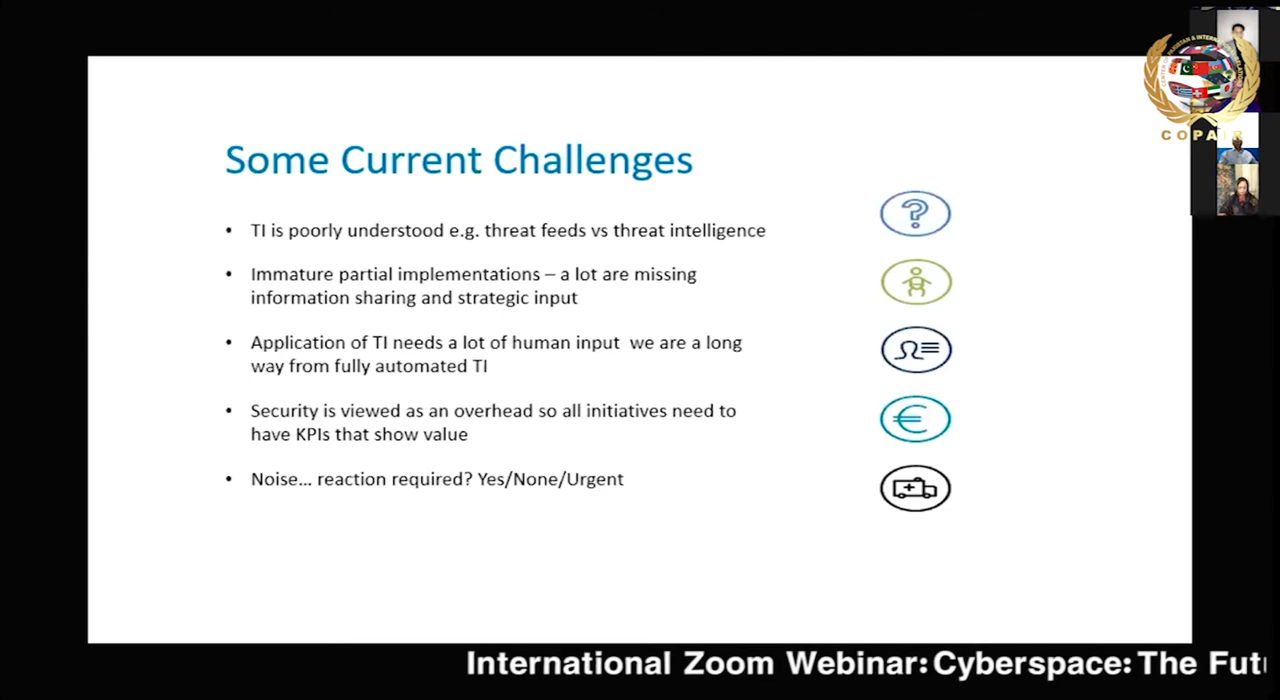 Some Current Challenges
• TI is poorly understood e.g. threat feeds vs threat intelligence
• Immature partial implementations – a lot are missing
information sharing and strategic input
• Application of TI needs a lot of human input  we are a long
way from fully automated TI
• Security is viewed as an overhead so all initiatives need to
have KPIs that show value
• Noise... reaction required? Yes/None/Urgent
COPAIR
International Zoom Webinar: Cyberspace: The Fut